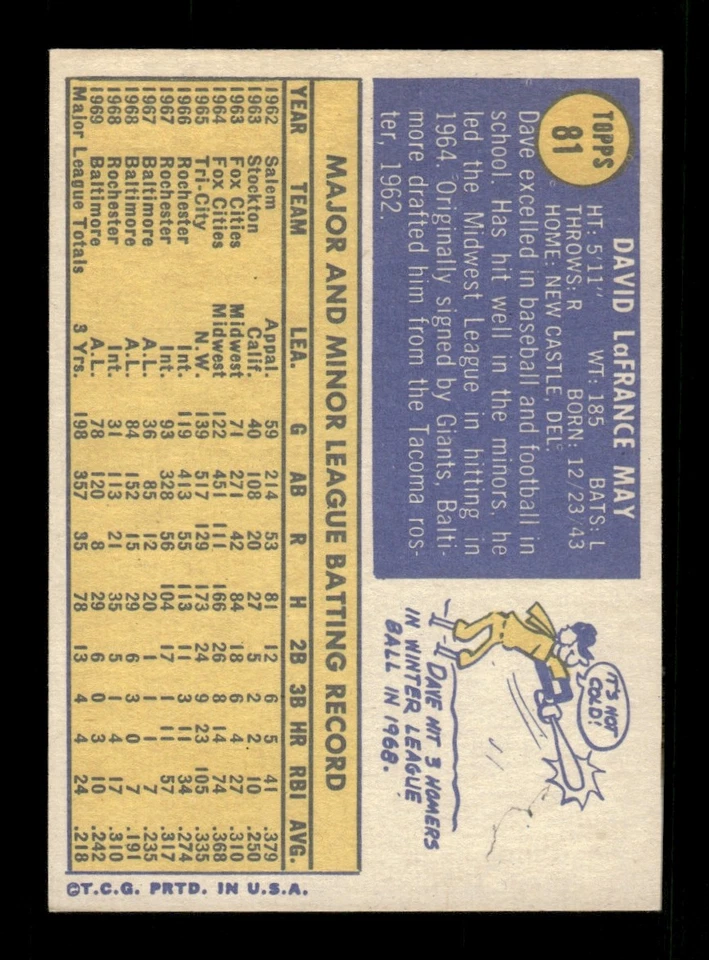 TOPPS
81
DAVID LaFRANCE MAY
HT: 5'11" WT: 185 BATS: L
THROWS: R BORN: 12/23/43
HOME: NEW CASTLE, DEL.
Dave excelled in baseball and football in
school. Has hit well in the minors, he
led the Midwest League in hitting in
1964. Originally signed by Giants, Balti-
more drafted him from the Tacoma ros-
ter, 1962.
IT'S NOT
COLD!
DAVE HIT 3 HOMERS
IN WINTER LEAGUE
BALL IN 1968.
MAJOR AND MINOR LEAGUE BATTING RECORD
YEAR TEAM LEA. G AB R H 2B 3B HR RBI AVG.
1962 Salem Appal. 59 214 53 81 12 6 5 41 .379
1963 Stockton Calif. 40 108 20 27 5 2 2 10 .250
1963 Fox Cities Midwest 71 271 42 84 18 6 4 27 .310
1964 Fox Cities Midwest 122 451 111 166 26 8 14 74 .368
1965 Tri-City N.W. 139 517 129 173 24 9 23 105 .335
1966 Rochester Int. 119 413 55 113 11 1 11 34 .274
1967 Rochester Int. 93 328 56 104 17 1 11 57 .317
1967 Baltimore A.L. 36 85 12 20 1 1 1 7 .235
1968 Baltimore A.L. 84 152 15 29 6 3 0 7 .191
1968 Rochester Int. 31 113 21 35 5 1 4 17 .310
1969 Baltimore A.L. 78 120 8 29 6 0 3 10 .242
Major League Totals 3 Yrs. 198 357 35 78 13 4 4 24 .218
©T.C.G. PRTD. IN U.S.A.